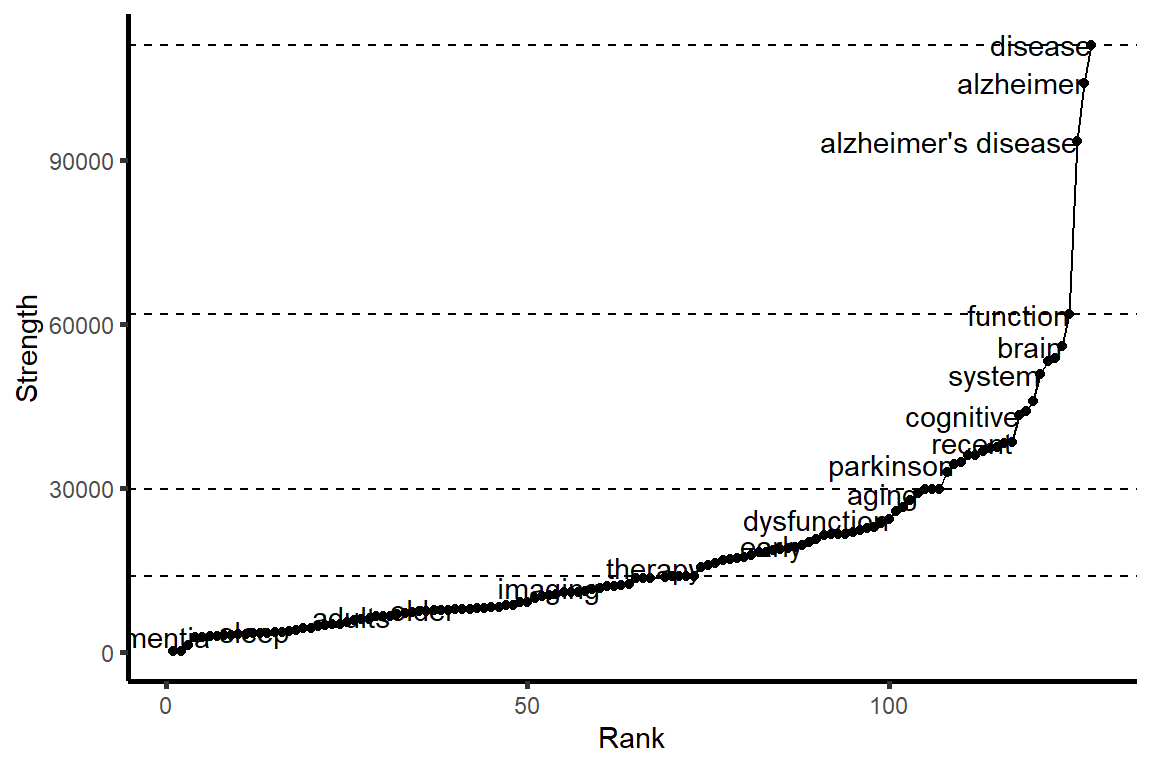 disease
alzheimer
alzheimer's disease
90000
function
60000
brain
system
cognitive
recent
parkinson
30000
aging
dysfunction
early
therapy
imaging
older
adults
sleep
mentia
0
0
50
100
Rank
Strength